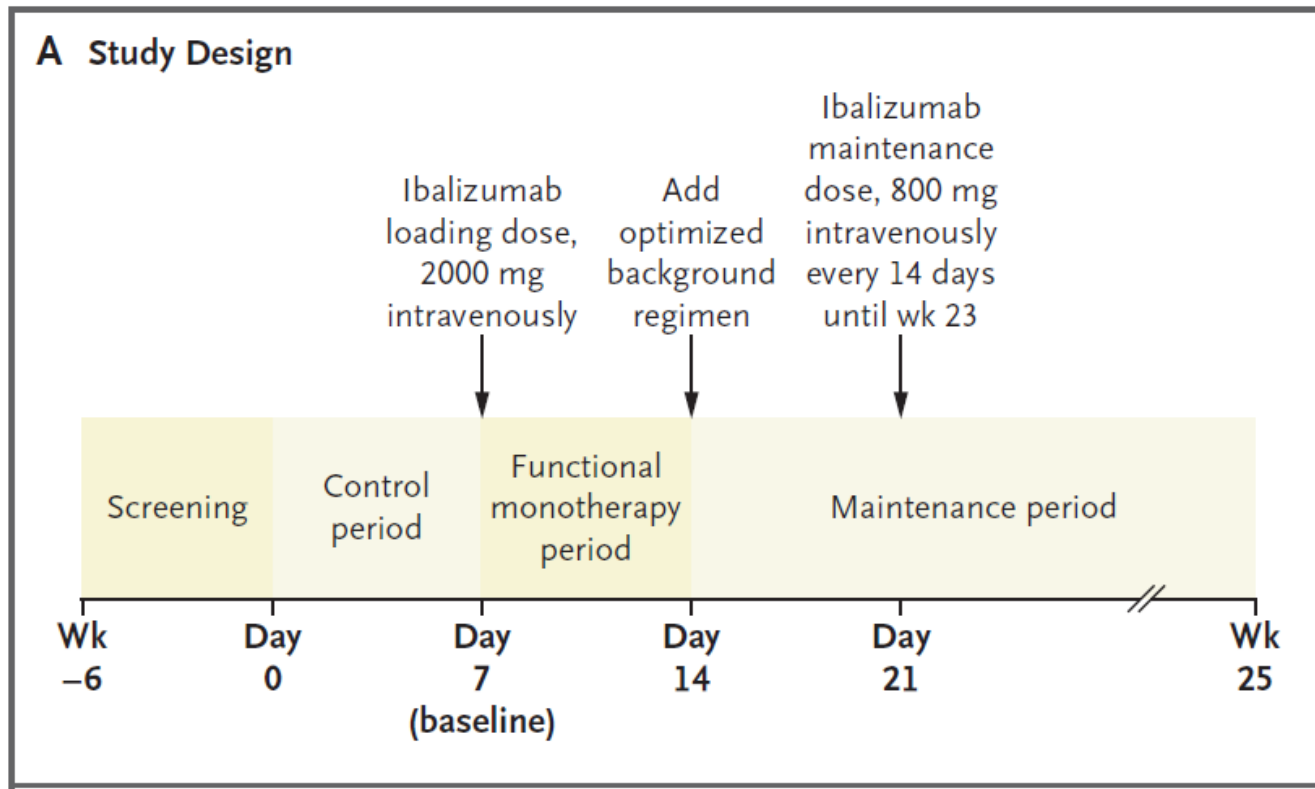 A Study Design
Ibalizumab
loading dose,
2000 mg
intravenously
Add
optimized
background
regimen
Ibalizumab
maintenance
dose, 800 mg
intravenously
every 14 days
until wk 23
Screening
Control
period
Functional
monotherapy
period
Maintenance period
Wk
–6
Day
0
Day
7
(baseline)
Day
14
Day
21
Wk
25